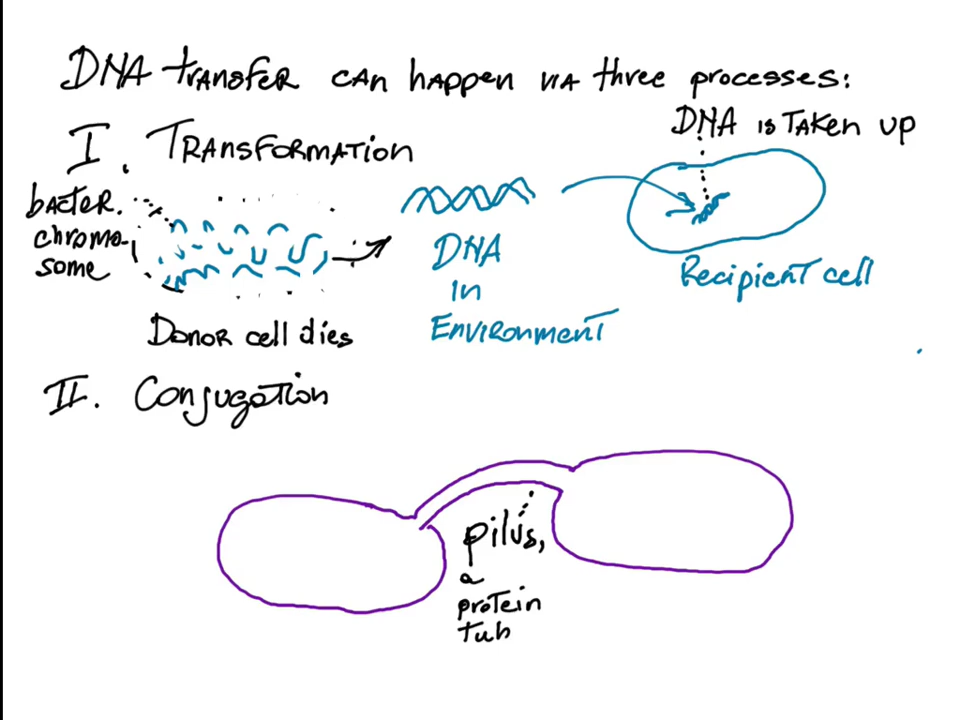 DNA transfer can happen via three processes:
DNA is taken up
I. Transformation
bacter.
chromo-
some
DNA
in
Environment
Recipient cell
Donor cell dies
II. Conjugation
pilus,
a
protein
tub